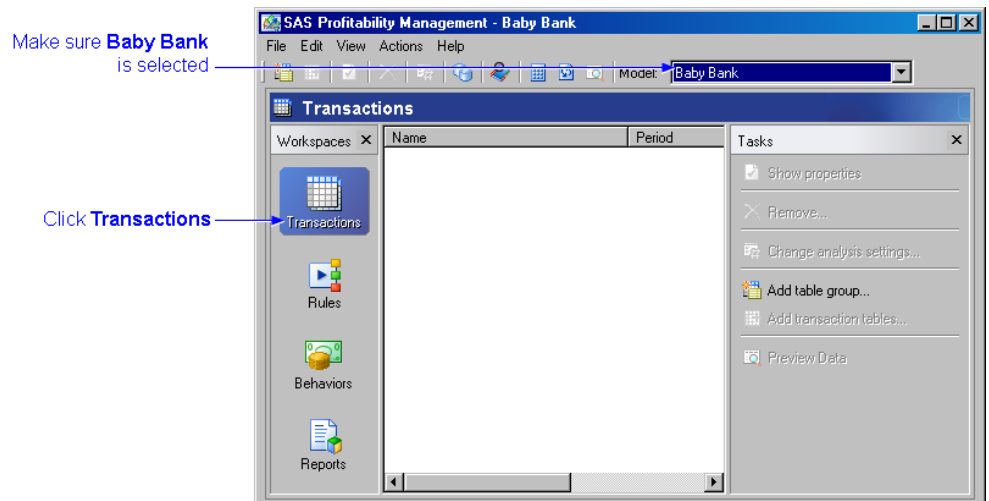 SAS Profitability Management - Baby Bank
Make sure Baby Bank
is selected
File Edit View Actions Help
Model: Baby Bank
Transactions
Workspaces
Name Period
Tasks
Click Transactions
Transactions
Rules
Behaviors
Reports
Show properties
Remove...
Change analysis settings...
Add table group...
Add transaction tables...
Preview Data